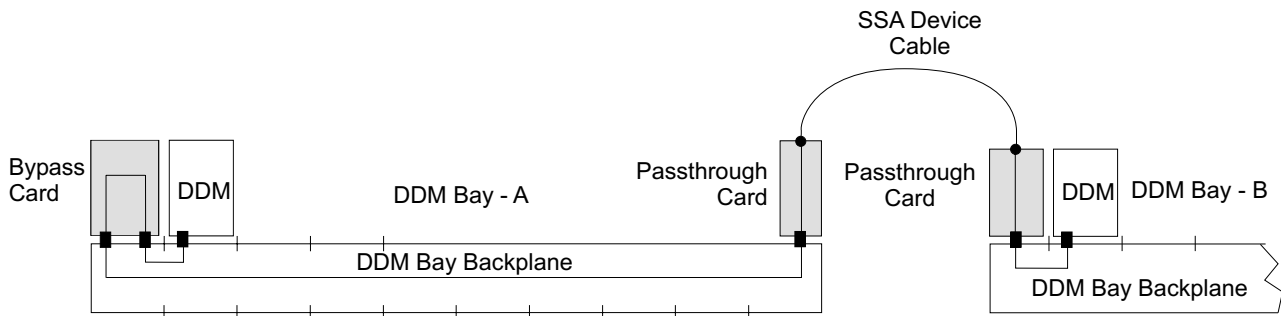 SSA Device
Cable
Bypass
Card
DDM
DDM Bay - A
Passthrough
Card
Passthrough
Card
DDM
DDM Bay - B
DDM Bay Backplane
DDM Bay Backplane